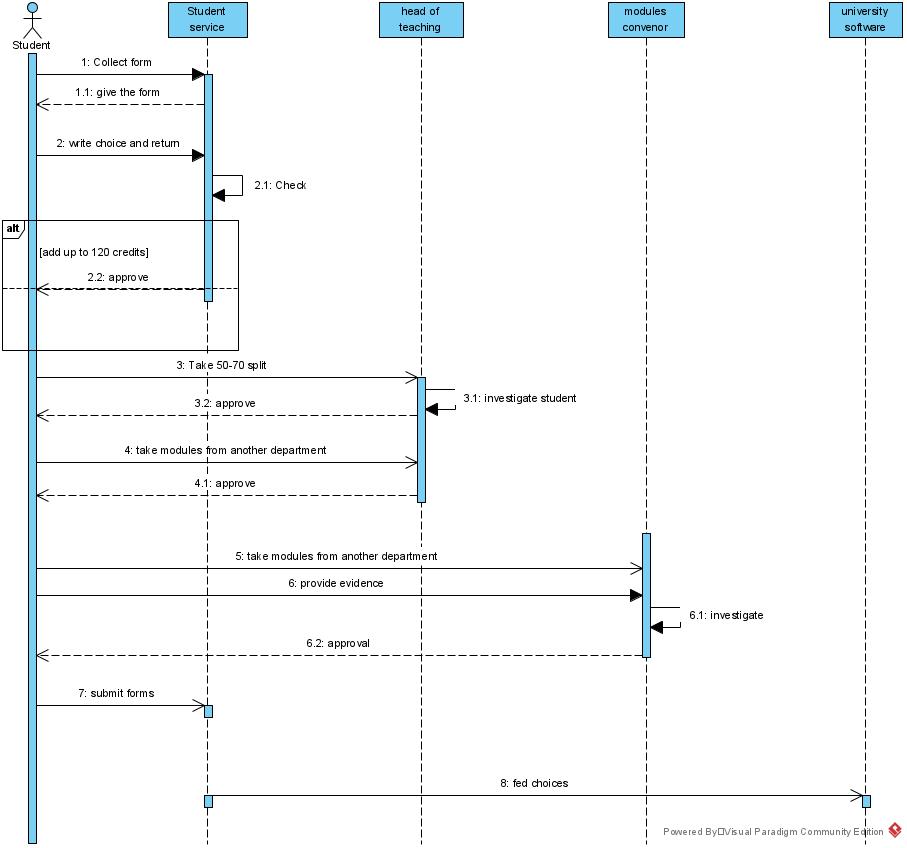 Student
service
head of
teaching
modules
convenor
university
software
Student
1: Collect form
1.1: give the form
2: write choice and return
2.1: Check
alt
[add up to 120 credits]
2.2: approve
3: Take 50-70 split
3.1: investigate student
3.2: approve
4: take modules from another department
4.1: approve
5: take modules from another department
6: provide evidence
6.1: investigate
6.2: approval
7: submit forms
8: fed choices
Powered By Visual Paradigm Community Edition